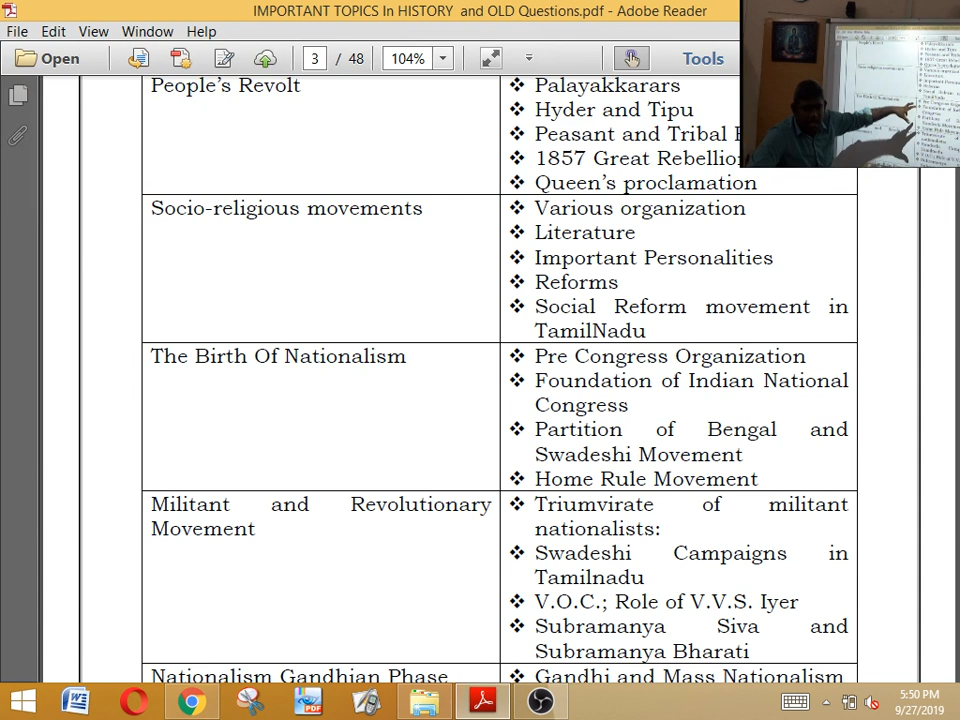 IMPORTANT TOPICS In HISTORY and OLD Questions.pdf - Adobe Reader
File Edit View Window Help
Open 3 / 48 104% Tools
People's Revolt
❖ Palayakkarars
❖ Hyder and Tipu
❖ Peasant and Tribal
❖ 1857 Great Rebellion
❖ Queen's proclamation
Socio-religious movements
❖ Various organization
❖ Literature
❖ Important Personalities
❖ Reforms
❖ Social Reform movement in
TamilNadu
The Birth Of Nationalism
❖ Pre Congress Organization
❖ Foundation of Indian National
Congress
❖ Partition of Bengal and
Swadeshi Movement
❖ Home Rule Movement
Militant and Revolutionary
Movement
❖ Triumvirate of militant
nationalists:
❖ Swadeshi Campaigns in
Tamilnadu
❖ V.O.C.; Role of V.V.S. Iyer
❖ Subramanya Siva and
Subramanya Bharati
Nationalism Gandhian Phase
❖ Gandhi and Mass Nationalism
5:50 PM
9/27/2019